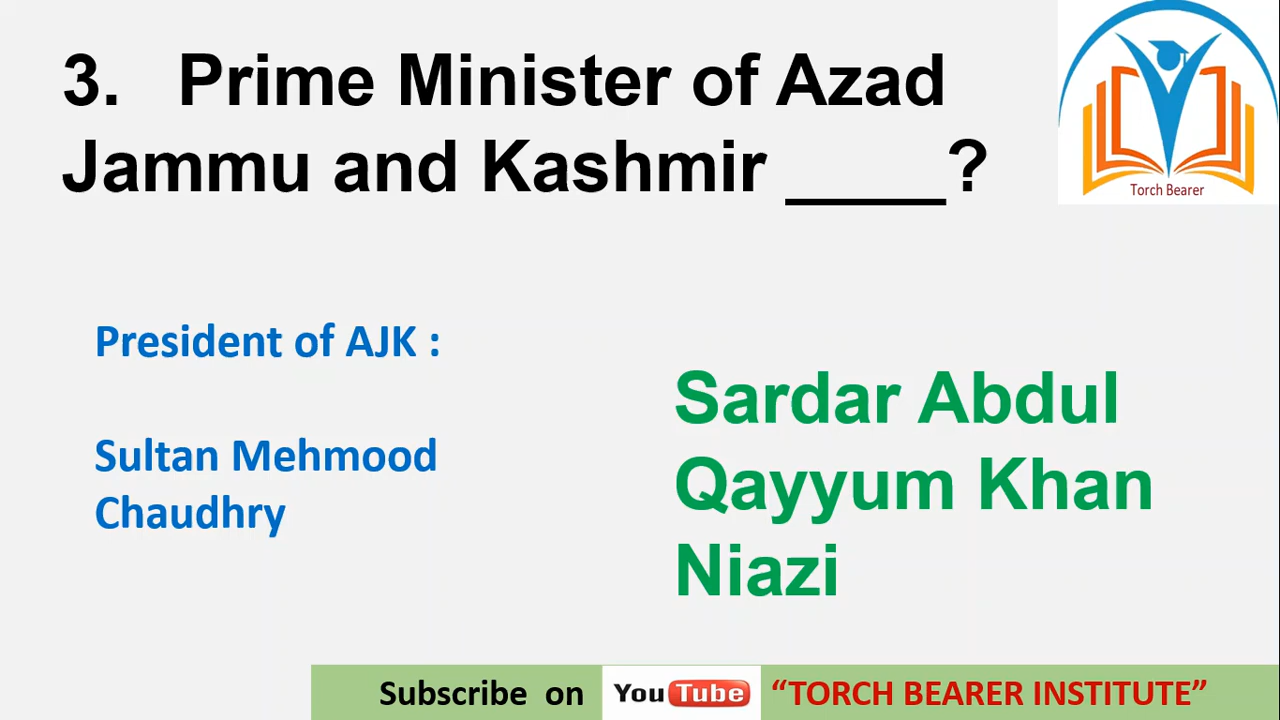 3. Prime Minister of Azad
Jammu and Kashmir ____?
Torch Bearer
President of AJK :
Sultan Mehmood
Chaudhry
Sardar Abdul
Qayyum Khan
Niazi
Subscribe on YouTube “TORCH BEARER INSTITUTE”